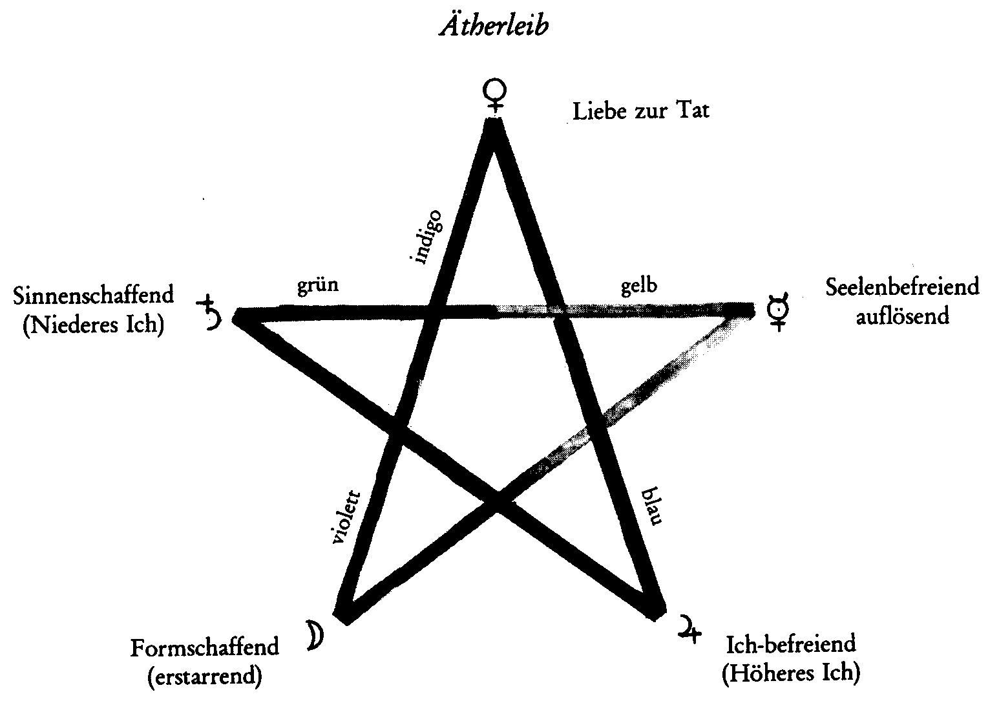 Ätherleib
♀
Liebe zur Tat
indigo
grün
gelb
Sinnenschaffend
(Niederes Ich)
♄
☿
Seelenbefreiend
auflösend
violett
blau
☽
Formschaffend
(erstarrend)
♃
Ich-befreiend
(Höheres Ich)